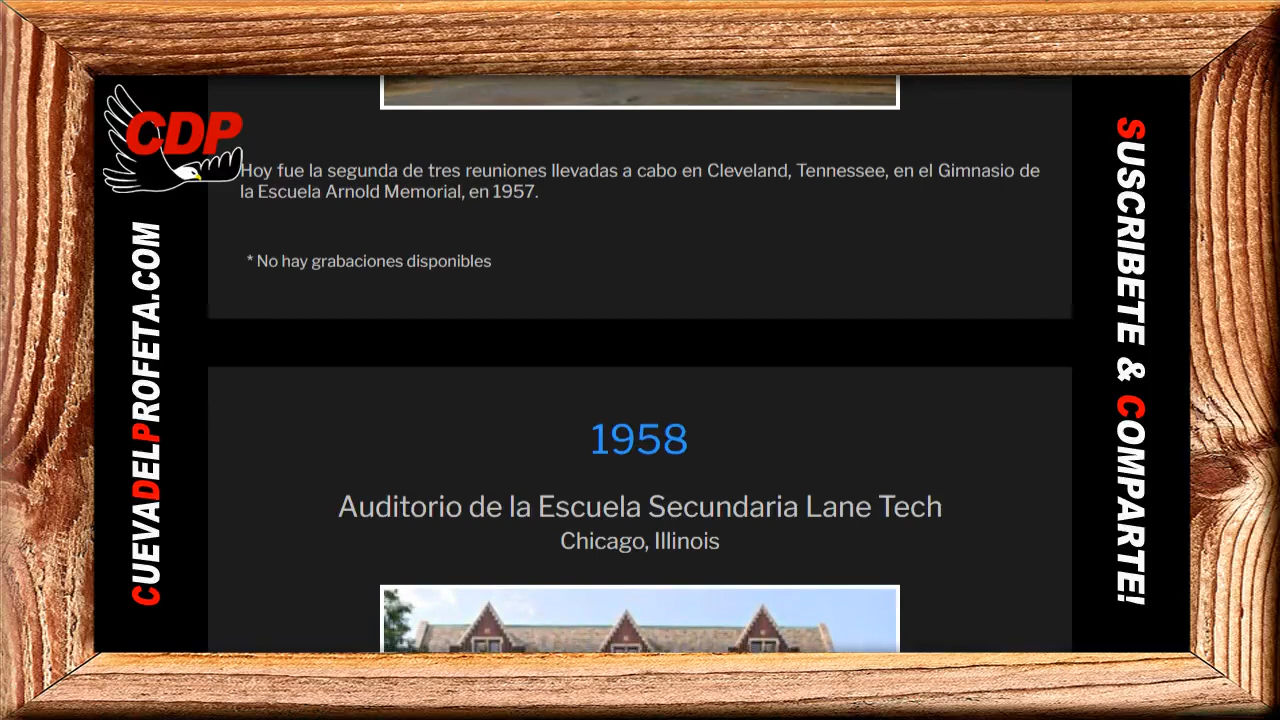 CDP
Hoy fue la segunda de tres reuniones llevadas a cabo en Cleveland, Tennessee, en el Gimnasio de
la Escuela Arnold Memorial, en 1957.
* No hay grabaciones disponibles
1958
Auditorio de la Escuela Secundaria Lane Tech
Chicago, Illinois
CUEVADELPROFETA.COM
SUSCRIBETE & COMPARTE!